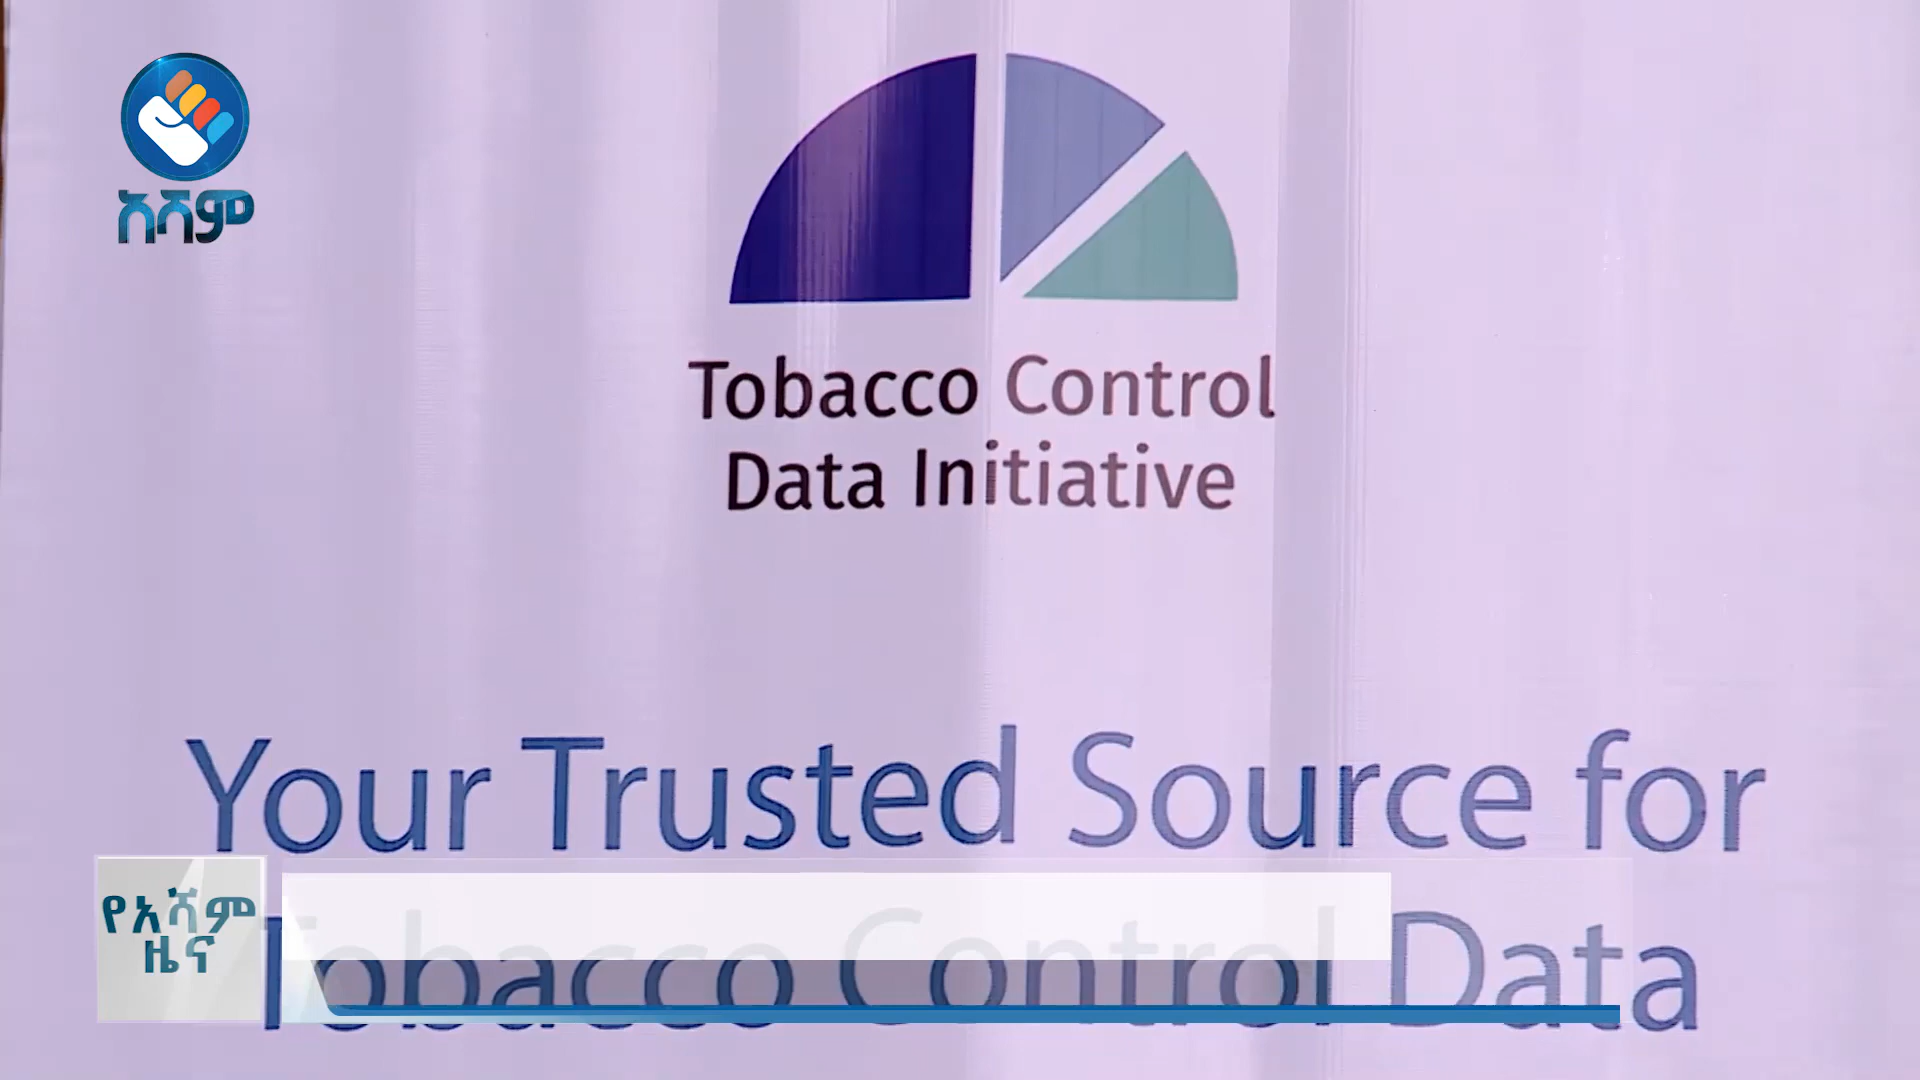 አሻም
Tobacco Control
Data Initiative
Your Trusted Source for
Tobacco Control Data
የአሻም
ዜና